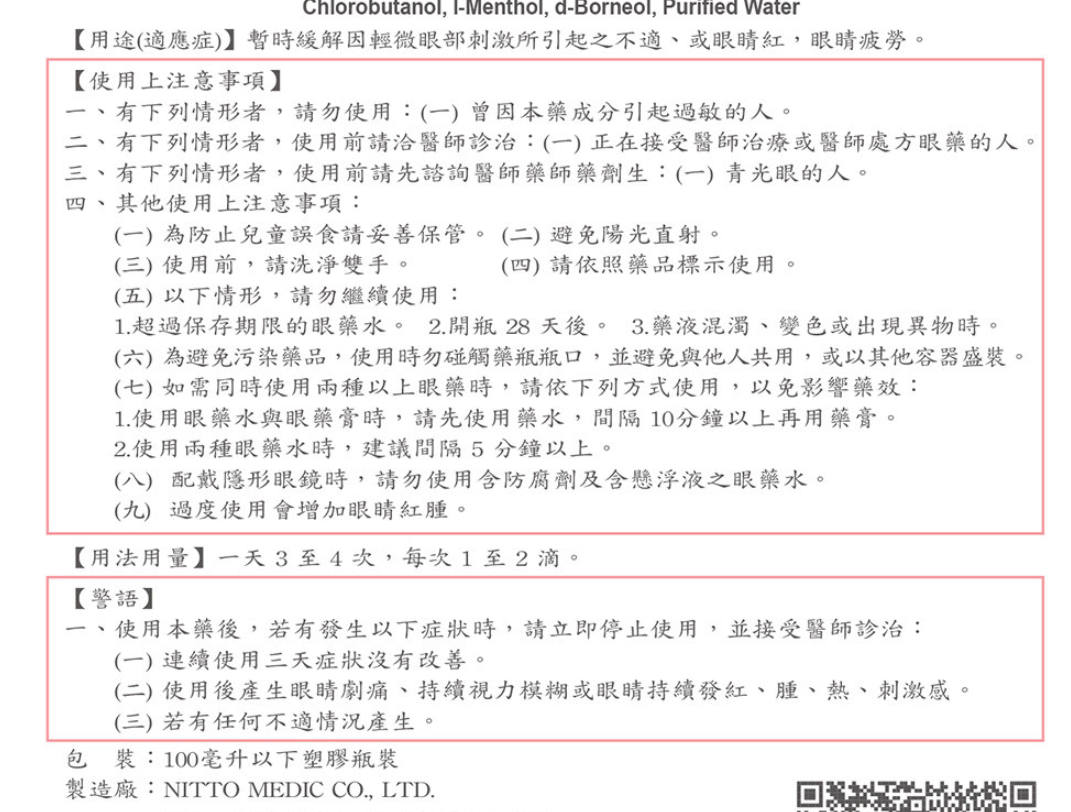 Chlorobutanol, l-Menthol, d-Borneol, Purified Water
【用途(適應症)】暫時緩解因輕微眼部刺激所引起之不適、或眼睛紅，眼睛疲勞。
【使用上注意事項】
一、有下列情形者，請勿使用：(一) 曾因本藥成分引起過敏的人。
二、有下列情形者，使用前請洽醫師診治：(一) 正在接受醫師治療或醫師處方眼藥的人。
三、有下列情形者，使用前請先諮詢醫師藥師藥劑生：(一) 青光眼的人。
四、其他使用上注意事項：
(一) 為防止兒童誤食請妥善保管。 (二) 避免陽光直射。
(三) 使用前，請洗淨雙手。 (四) 請依照藥品標示使用。
(五) 以下情形，請勿繼續使用：
1.超過保存期限的眼藥水。 2.開瓶 28 天後。 3.藥液混濁、變色或出現異物時。
(六) 為避免污染藥品，使用時勿碰觸藥瓶瓶口，並避免與他人共用，或以其他容器盛裝。
(七) 如需同時使用兩種以上眼藥時，請依下列方式使用，以免影響藥效：
1.使用眼藥水與眼藥膏時，請先使用藥水，間隔 10分鐘以上再用藥膏。
2.使用兩種眼藥水時，建議間隔 5 分鐘以上。
(八) 配戴隱形眼鏡時，請勿使用含防腐劑及含懸浮液之眼藥水。
(九) 過度使用會增加眼睛紅腫。
【用法用量】一天 3 至 4 次，每次 1 至 2 滴。
【警語】
一、使用本藥後，若有發生以下症狀時，請立即停止使用，並接受醫師診治：
(一) 連續使用三天症狀沒有改善。
(二) 使用後產生眼睛劇痛、持續視力模糊或眼睛持續發紅、腫、熱、刺激感。
(三) 若有任何不適情況產生。
包 裝：100毫升以下塑膠瓶裝
製造廠：NITTO MEDIC CO., LTD.